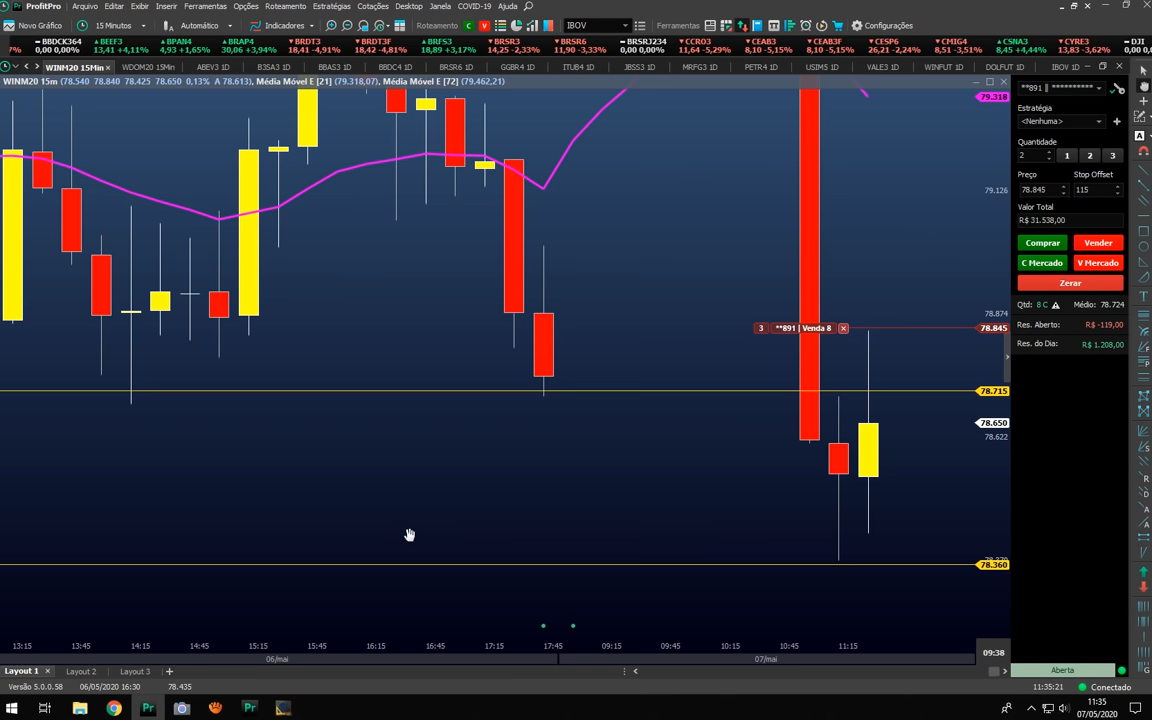 ProfitPro Arquivo Editar Exibir Inserir Ferramentas Opções Roteamento Estratégias Cotações Desktop Janela COVID-19 Ajuda
Novo Gráfico 15 Minutos Automático Indicadores Roteamento C V IBOV Ferramentas Configurações
BBDCK364 BEEF3 BPAN4 BRAP4 BRDT3 BRDT3F BRFS3 BRSR3 BRSR6 BRSRJ234 CCRO3 CEAB3 CEAB3F CESP6 CMIG4 CSNA3 CYRE3 DJI
7% 0,00 0,00% 13,41 +4,11% 4,93 +1,65% 30,06 +3,94% 18,41 -4,91% 18,42 -4,81% 18,89 +3,17% 14,25 -2,33% 11,90 -3,33% 0,00 0,00% 11,64 -5,29% 8,10 -5,15% 8,10 -5,15% 26,21 -2,24% 8,51 -3,51% 8,45 +4,44% 13,83 -3,62% 0,00
WINM20 15Min WDOM20 15Min ABEV3 1D B3SA3 1D BBAS3 1D BBDC4 1D BRSR6 1D GGBR4 1D ITUB4 1D JBSS3 1D MRFG3 1D PETR4 1D USIM5 1D VALE3 1D WINFUT 1D DOLFUT 1D IBOV 1D
WINM20 15m (78.540 78.840 78.425 78.650 0,13% A 78.613), Média Móvel E [21] (79.318,07), Média Móvel E [72] (79.462,21)
**891 || **********
79.318
Estratégia
<Nenhuma>
Quantidade
2 1 2 3
Preço Stop Offset
79.126
78.845 115
Valor Total
R$ 31.538,00
Comprar Vender
C Mercado V Mercado
Zerar
78.874
Qtd: 8 C Médio: 78.724
3 **891 | Venda 8 x 78.845
Res. Aberto: R$ -119,00
Res. do Dia: R$ 1.208,00
78.715
78.650
78.622
78.360
13:15 13:45 14:15 14:45 15:15 15:45 16:15 16:45 17:15 17:45 09:15 09:45 10:15 10:45 11:15
09:38
06/mai 07/mai
Layout 1 Layout 2 Layout 3 Aberta
Versão 5.0.0.58 06/05/2020 16:30 78.435 11:35:21 Conectado
11:35
07/05/2020